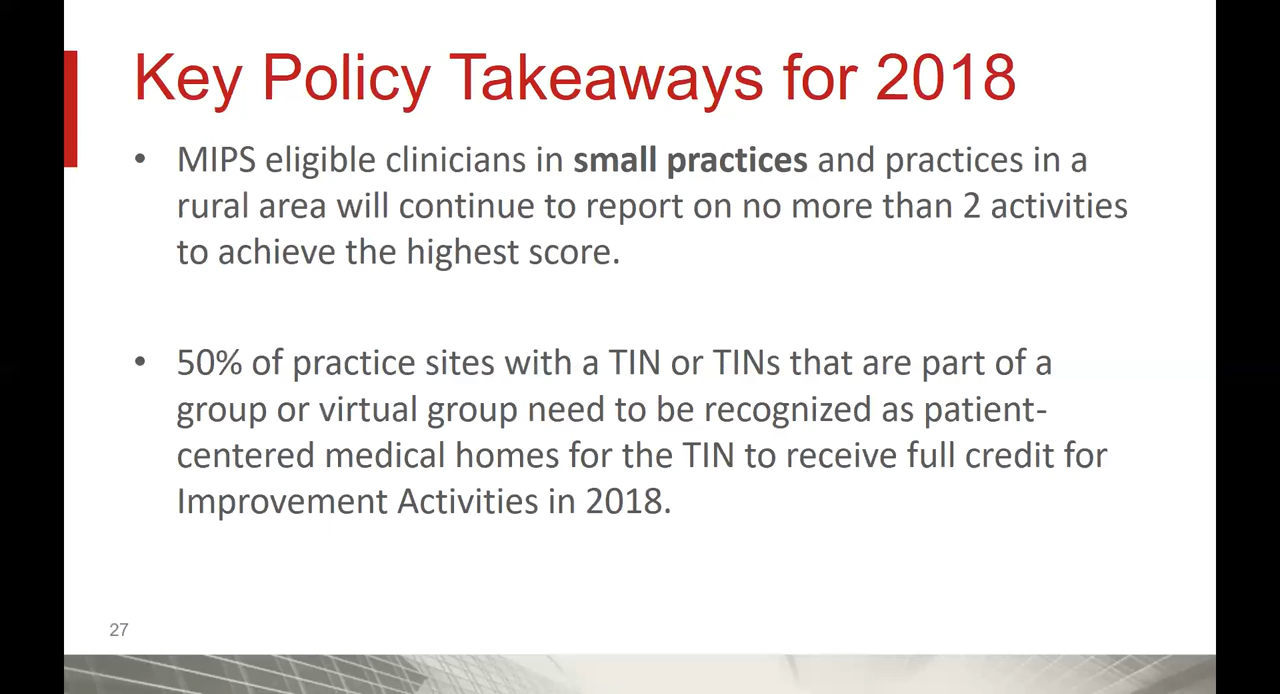 Key Policy Takeaways for 2018
• MIPS eligible clinicians in small practices and practices in a
rural area will continue to report on no more than 2 activities
to achieve the highest score.
• 50% of practice sites with a TIN or TINs that are part of a
group or virtual group need to be recognized as patient-
centered medical homes for the TIN to receive full credit for
Improvement Activities in 2018.
27